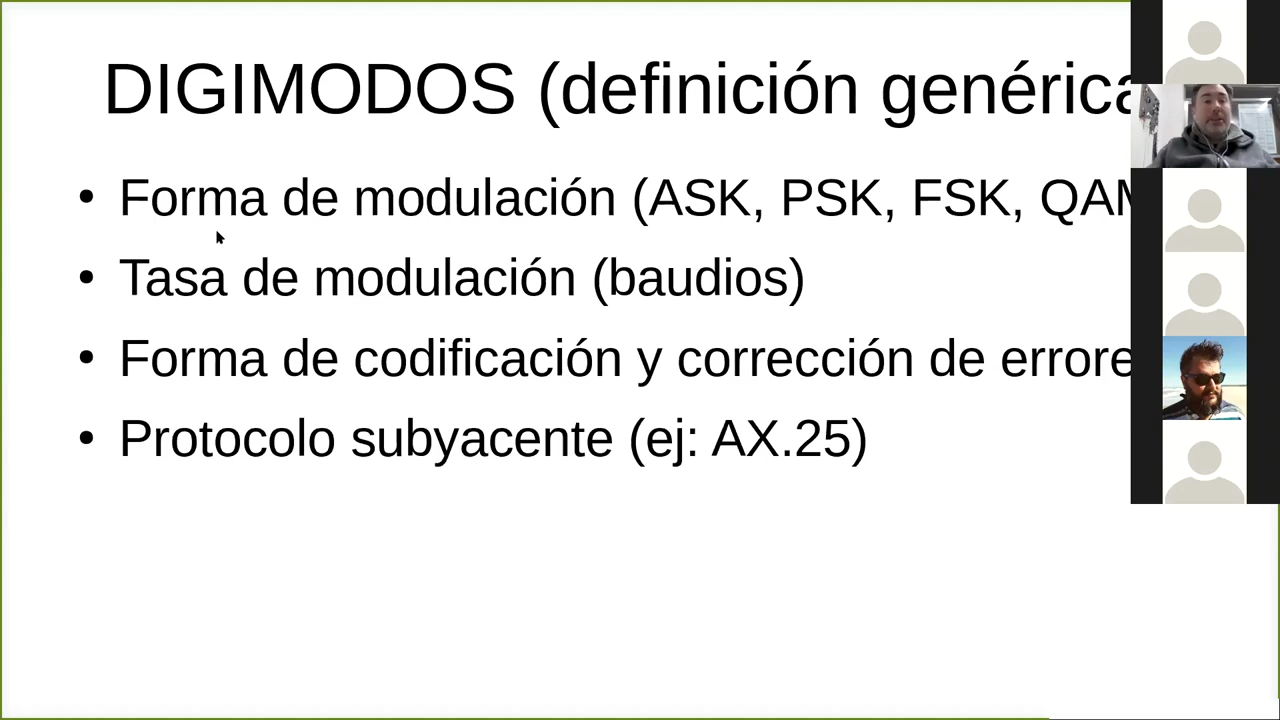 DIGIMODOS (definición genérica
• Forma de modulación (ASK, PSK, FSK, QAM
• Tasa de modulación (baudios)
• Forma de codificación y corrección de errore
• Protocolo subyacente (ej: AX.25)